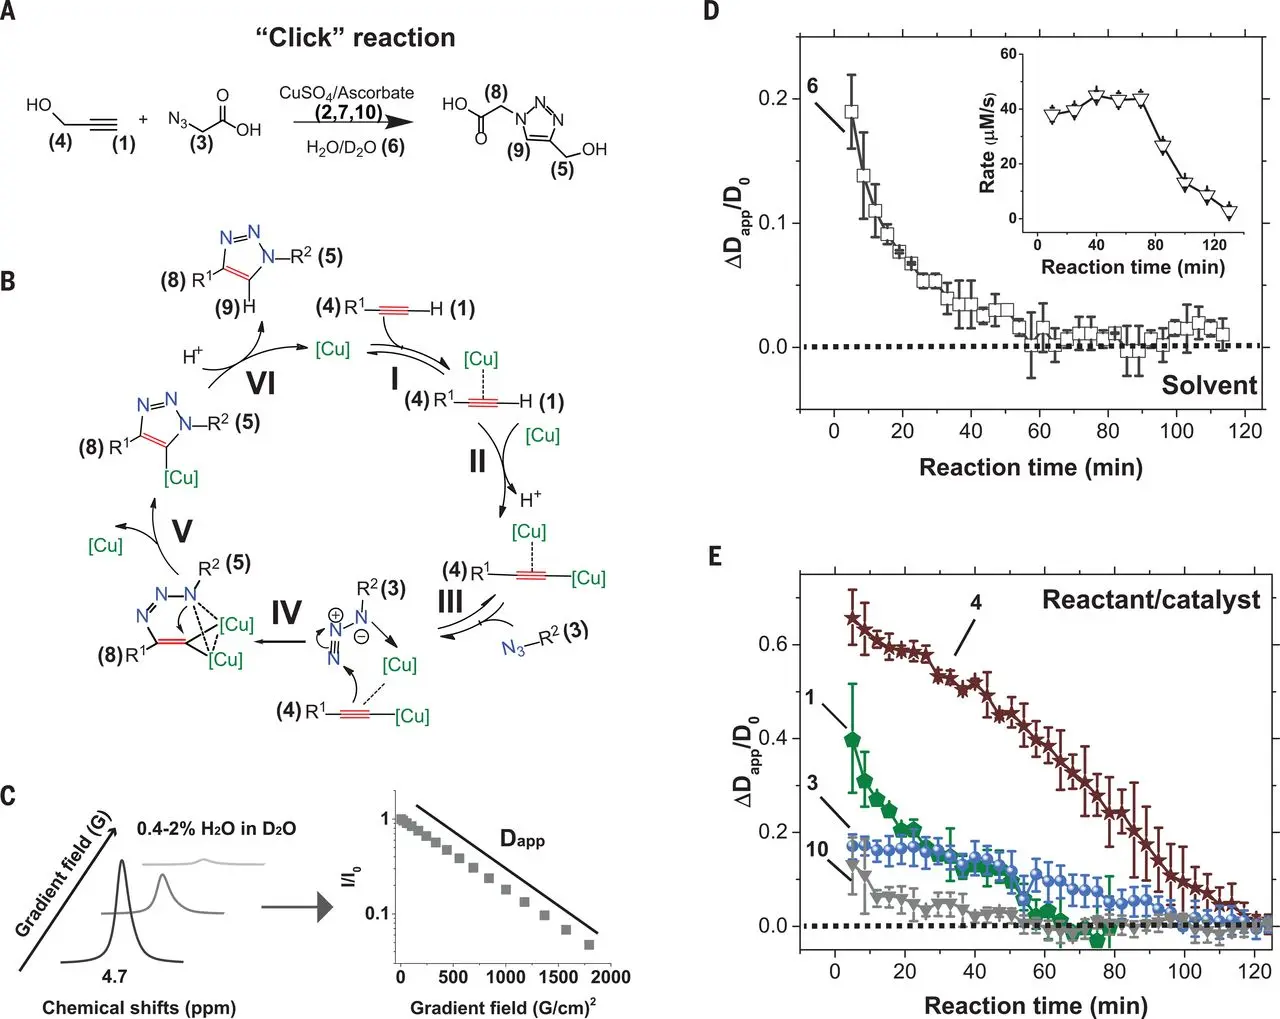 A
“Click” reaction
HO
(4)
(1)
+
N₃
O
OH
(3)
CuSO₄/Ascorbate
(2,7,10)
H₂O/D₂O (6)
(8)
HO
O
N
N
N
(9)
OH
(5)
B
N
N
N
R² (5)
(8) R¹
(9) H
(4) R¹
H (1)
H⁺
[Cu]
VI
I
[Cu]
(4) R¹
H (1)
[Cu]
II
H⁺
[Cu]
(4) R¹
[Cu]
III
N₃
R² (3)
R² (3)
+
N
N
−
N
[Cu]
(4) R¹
[Cu]
IV
R² (5)
N
N
N
[Cu]
[Cu]
(8) R¹
V
[Cu]
N
N
N
R² (5)
(8) R¹
[Cu]
C
Gradient field (G)
0.4-2% H₂O in D₂O
4.7
Chemical shifts (ppm)
I/I₀
1
0.1
Dapp
0
500
1000
1500
2000
Gradient field (G/cm)²
D
ΔDapp/D₀
0.2
0.1
0.0
6
Rate (μM/s)
60
40
20
0
0
40
80
120
Reaction time (min)
Solvent
0
20
40
60
80
100
120
Reaction time (min)
E
ΔDapp/D₀
0.6
0.4
0.2
0.0
Reactant/catalyst
4
1
3
10
0
20
40
60
80
100
120
Reaction time (min)